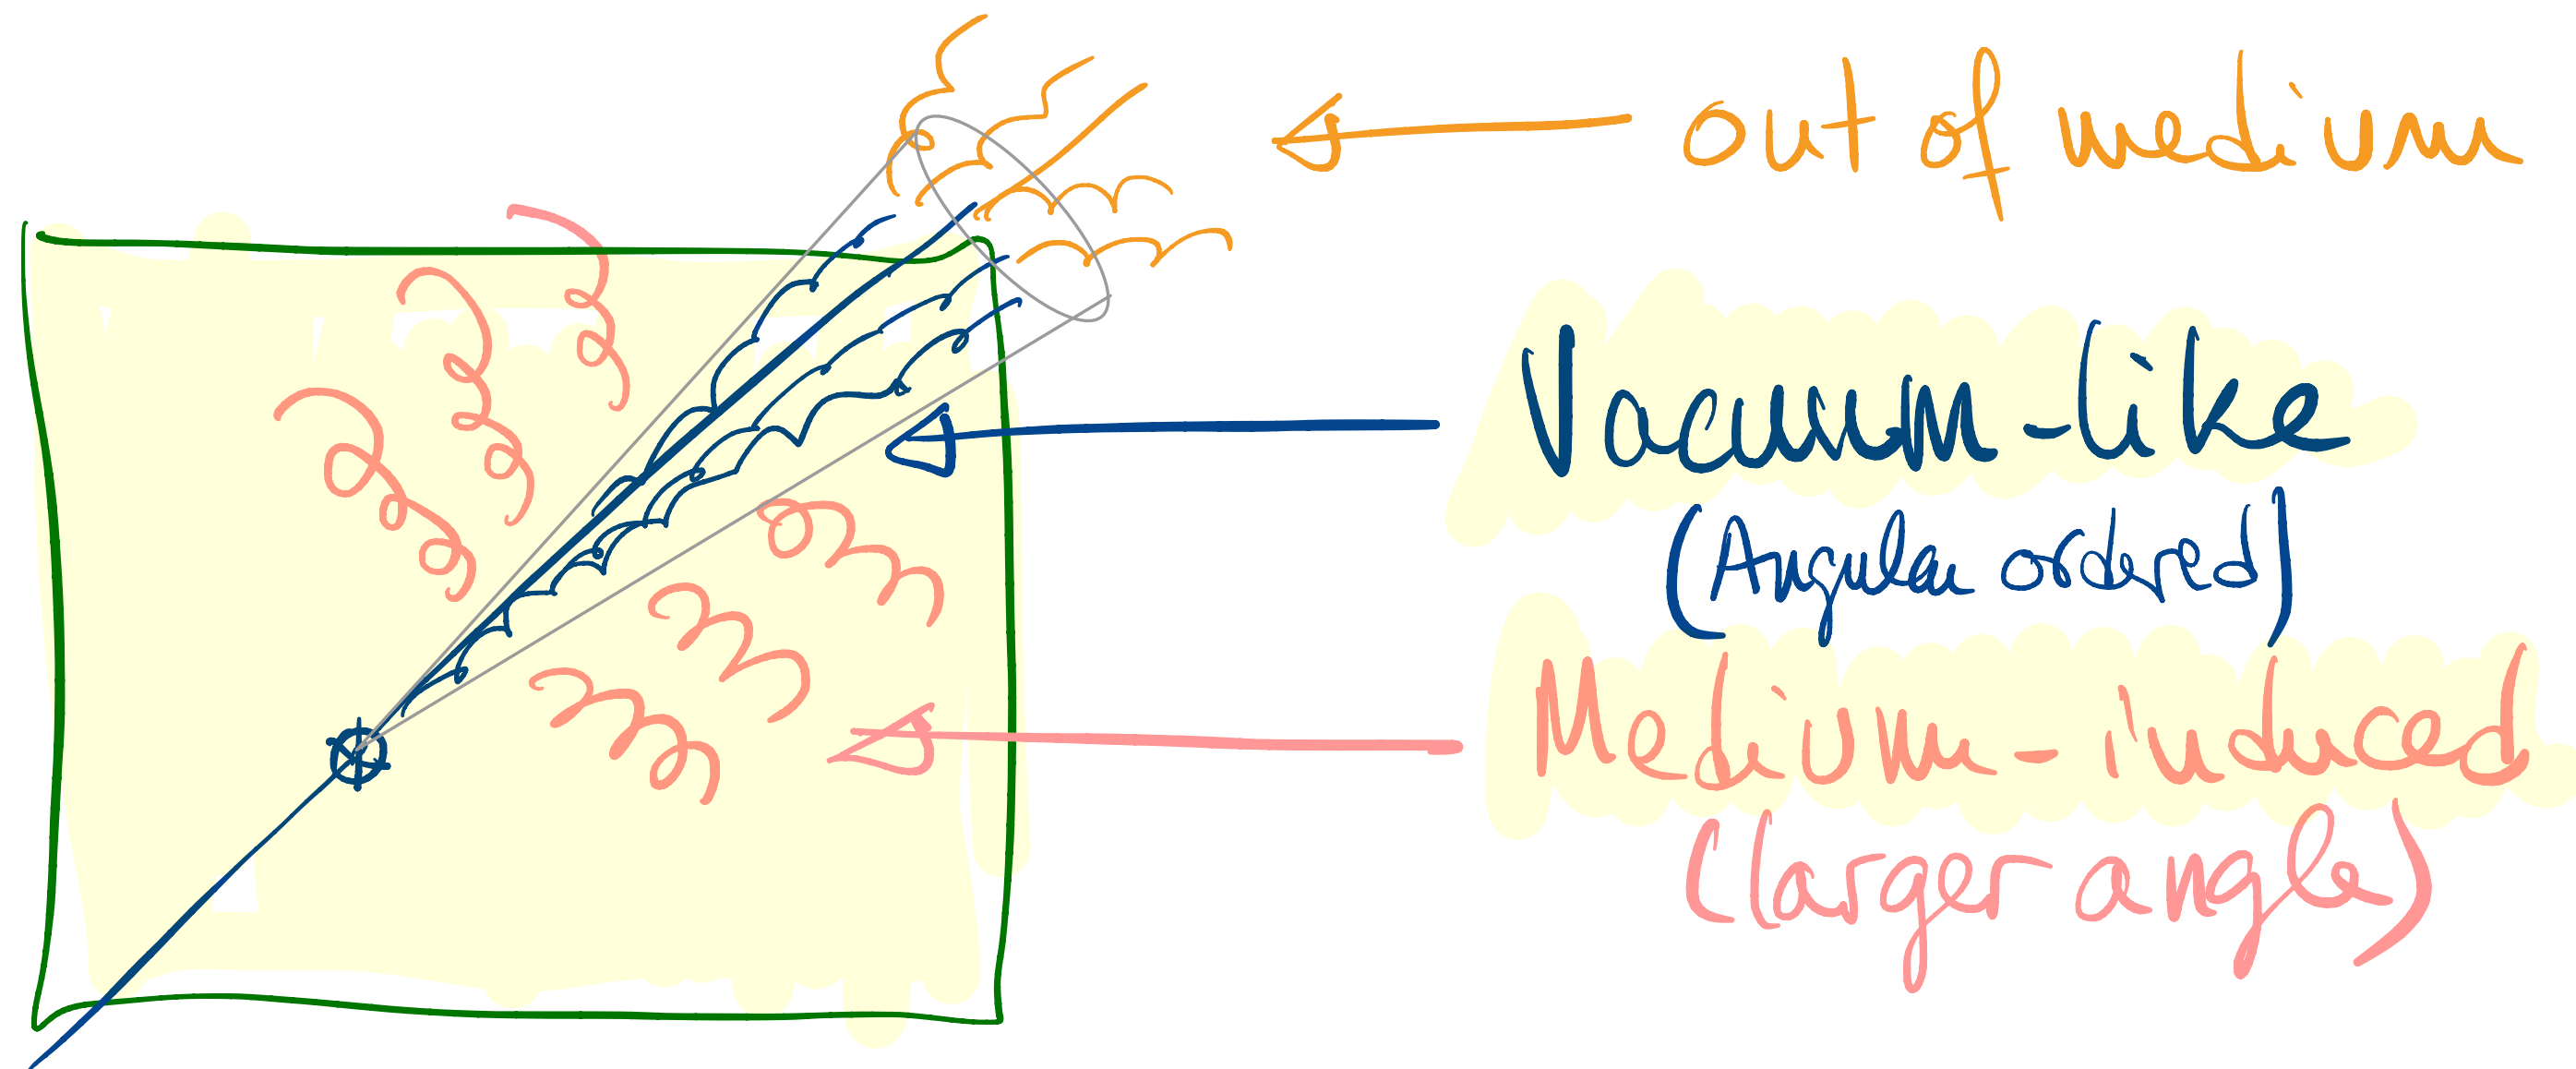 out of medium
Vacuum-like
(Angular ordered)
Medium-induced
(larger angle)